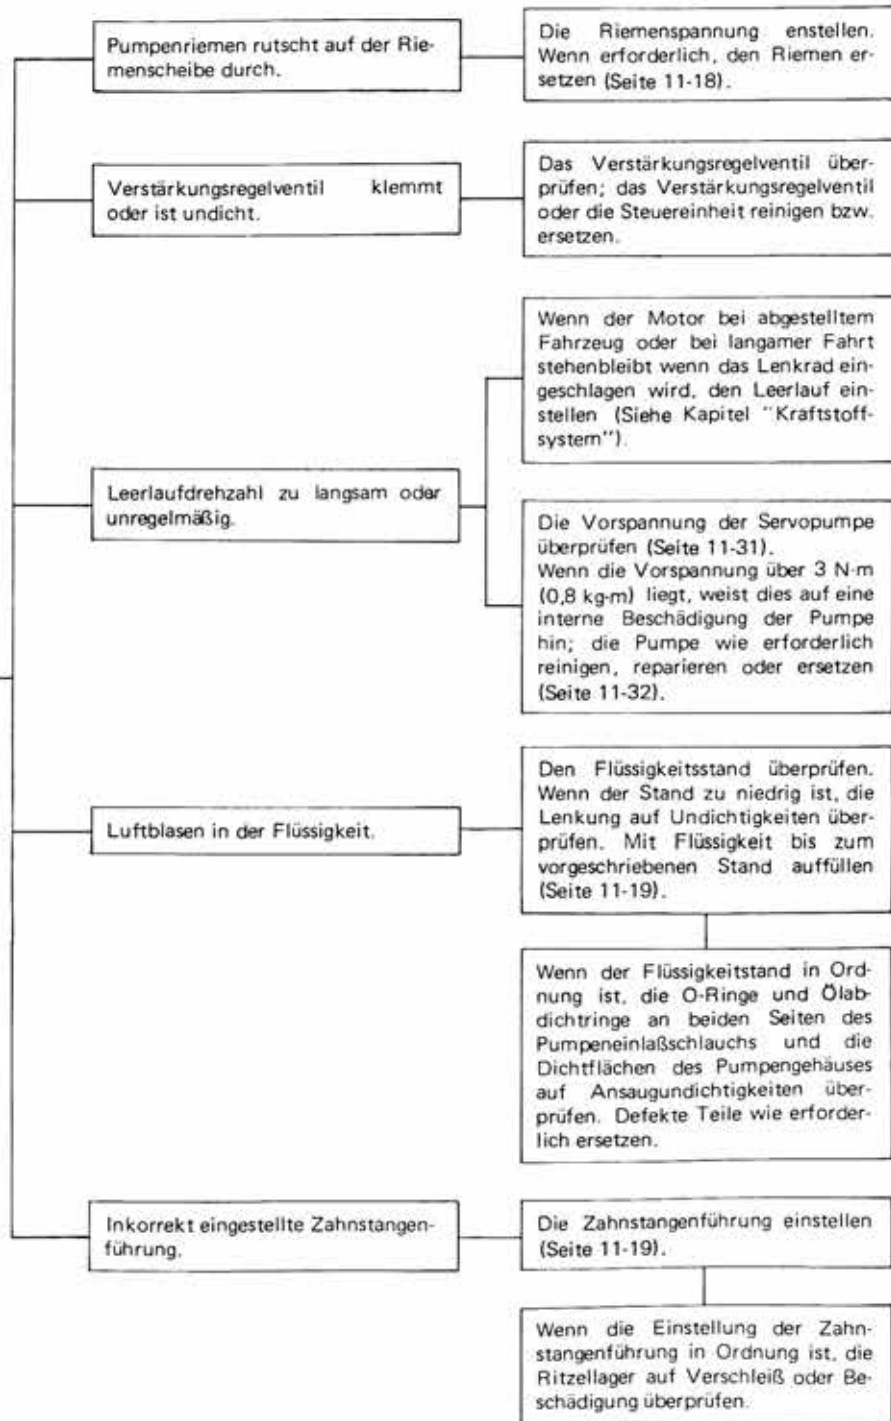 Pumpenriemen rutscht auf der Rie-
menscheibe durch.
Die Riemenspannung enstellen.
Wenn erforderlich, den Riemen er-
setzen (Seite 11-18).
Verstärkungsregelventil klemmt
oder ist undicht.
Das Verstärkungsregelventil über-
prüfen; das Verstärkungsregelventil
oder die Steuereinheit reinigen bzw.
ersetzen.
Leerlaufdrehzahl zu langsam oder
unregelmäßig.
Wenn der Motor bei abgestelltem
Fahrzeug oder bei langamer Fahrt
stehenbleibt wenn das Lenkrad ein-
geschlagen wird, den Leerlauf ein-
stellen (Siehe Kapitel "Kraftstoff-
system").
Die Vorspannung der Servopumpe
überprüfen (Seite 11-31).
Wenn die Vorspannung über 3 N·m
(0,8 kg-m) liegt, weist dies auf eine
interne Beschädigung der Pumpe
hin; die Pumpe wie erforderlich
reinigen, reparieren oder ersetzen
(Seite 11-32).
Luftblasen in der Flüssigkeit.
Den Flüssigkeitsstand überprüfen.
Wenn der Stand zu niedrig ist, die
Lenkung auf Undichtigkeiten über-
prüfen. Mit Flüssigkeit bis zum
vorgeschriebenen Stand auffüllen
(Seite 11-19).
Wenn der Flüssigkeitstand in Ord-
nung ist, die O-Ringe und Ölab-
dichtringe an beiden Seiten des
Pumpeneinlaßschlauchs und die
Dichtflächen des Pumpengehäuses
auf Ansaugundichtigkeiten über-
prüfen. Defekte Teile wie erforder-
lich ersetzen.
Inkorrekt eingestellte Zahnstangen-
führung.
Die Zahnstangenführung einstellen
(Seite 11-19).
Wenn die Einstellung der Zahn-
stangenführung in Ordnung ist, die
Ritzellager auf Verschleiß oder Be-
schädigung überprüfen.